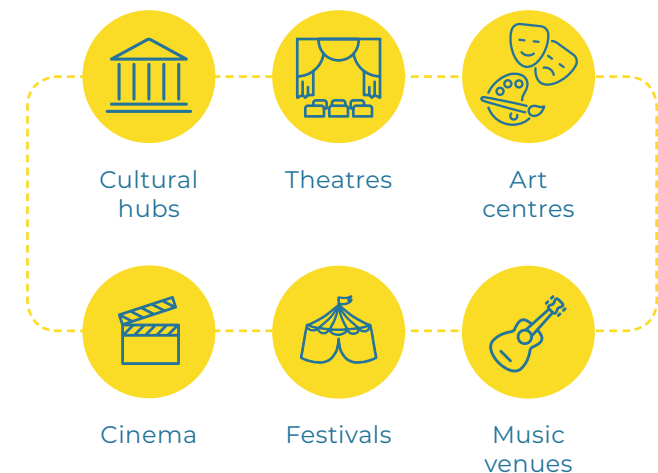 Cultural
hubs
Theatres
Art
centres
Cinema
Festivals
Music
venues